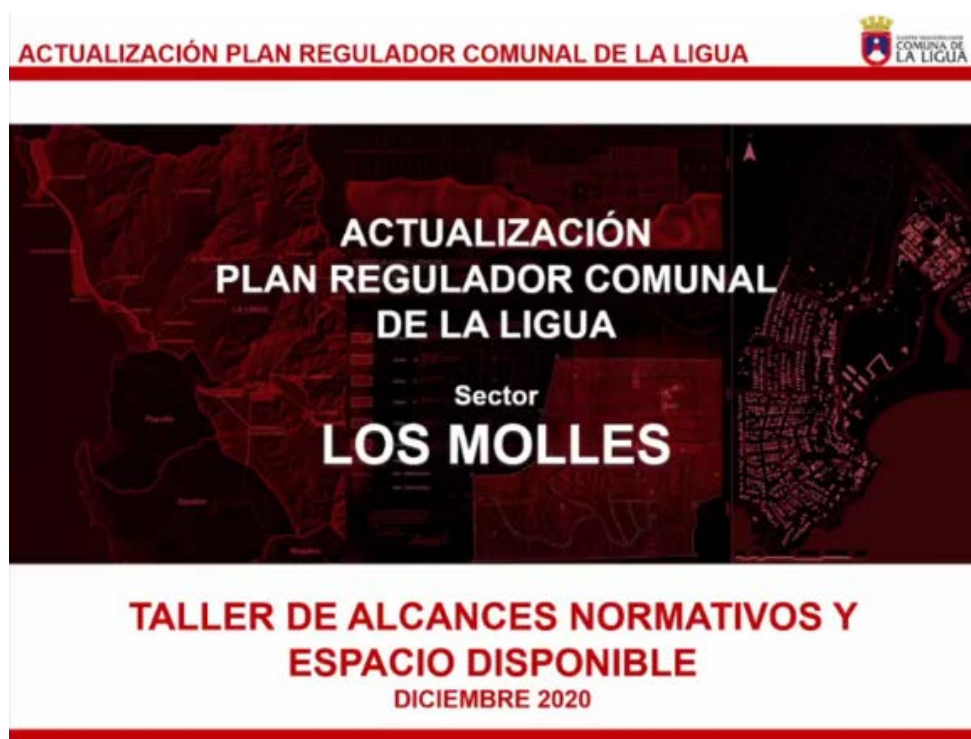 ACTUALIZACIÓN PLAN REGULADOR COMUNAL DE LA LIGUA
COMUNA DE
LA LIGUA
ACTUALIZACIÓN
PLAN REGULADOR COMUNAL
DE LA LIGUA
Sector
LOS MOLLES
TALLER DE ALCANCES NORMATIVOS Y
ESPACIO DISPONIBLE
DICIEMBRE 2020